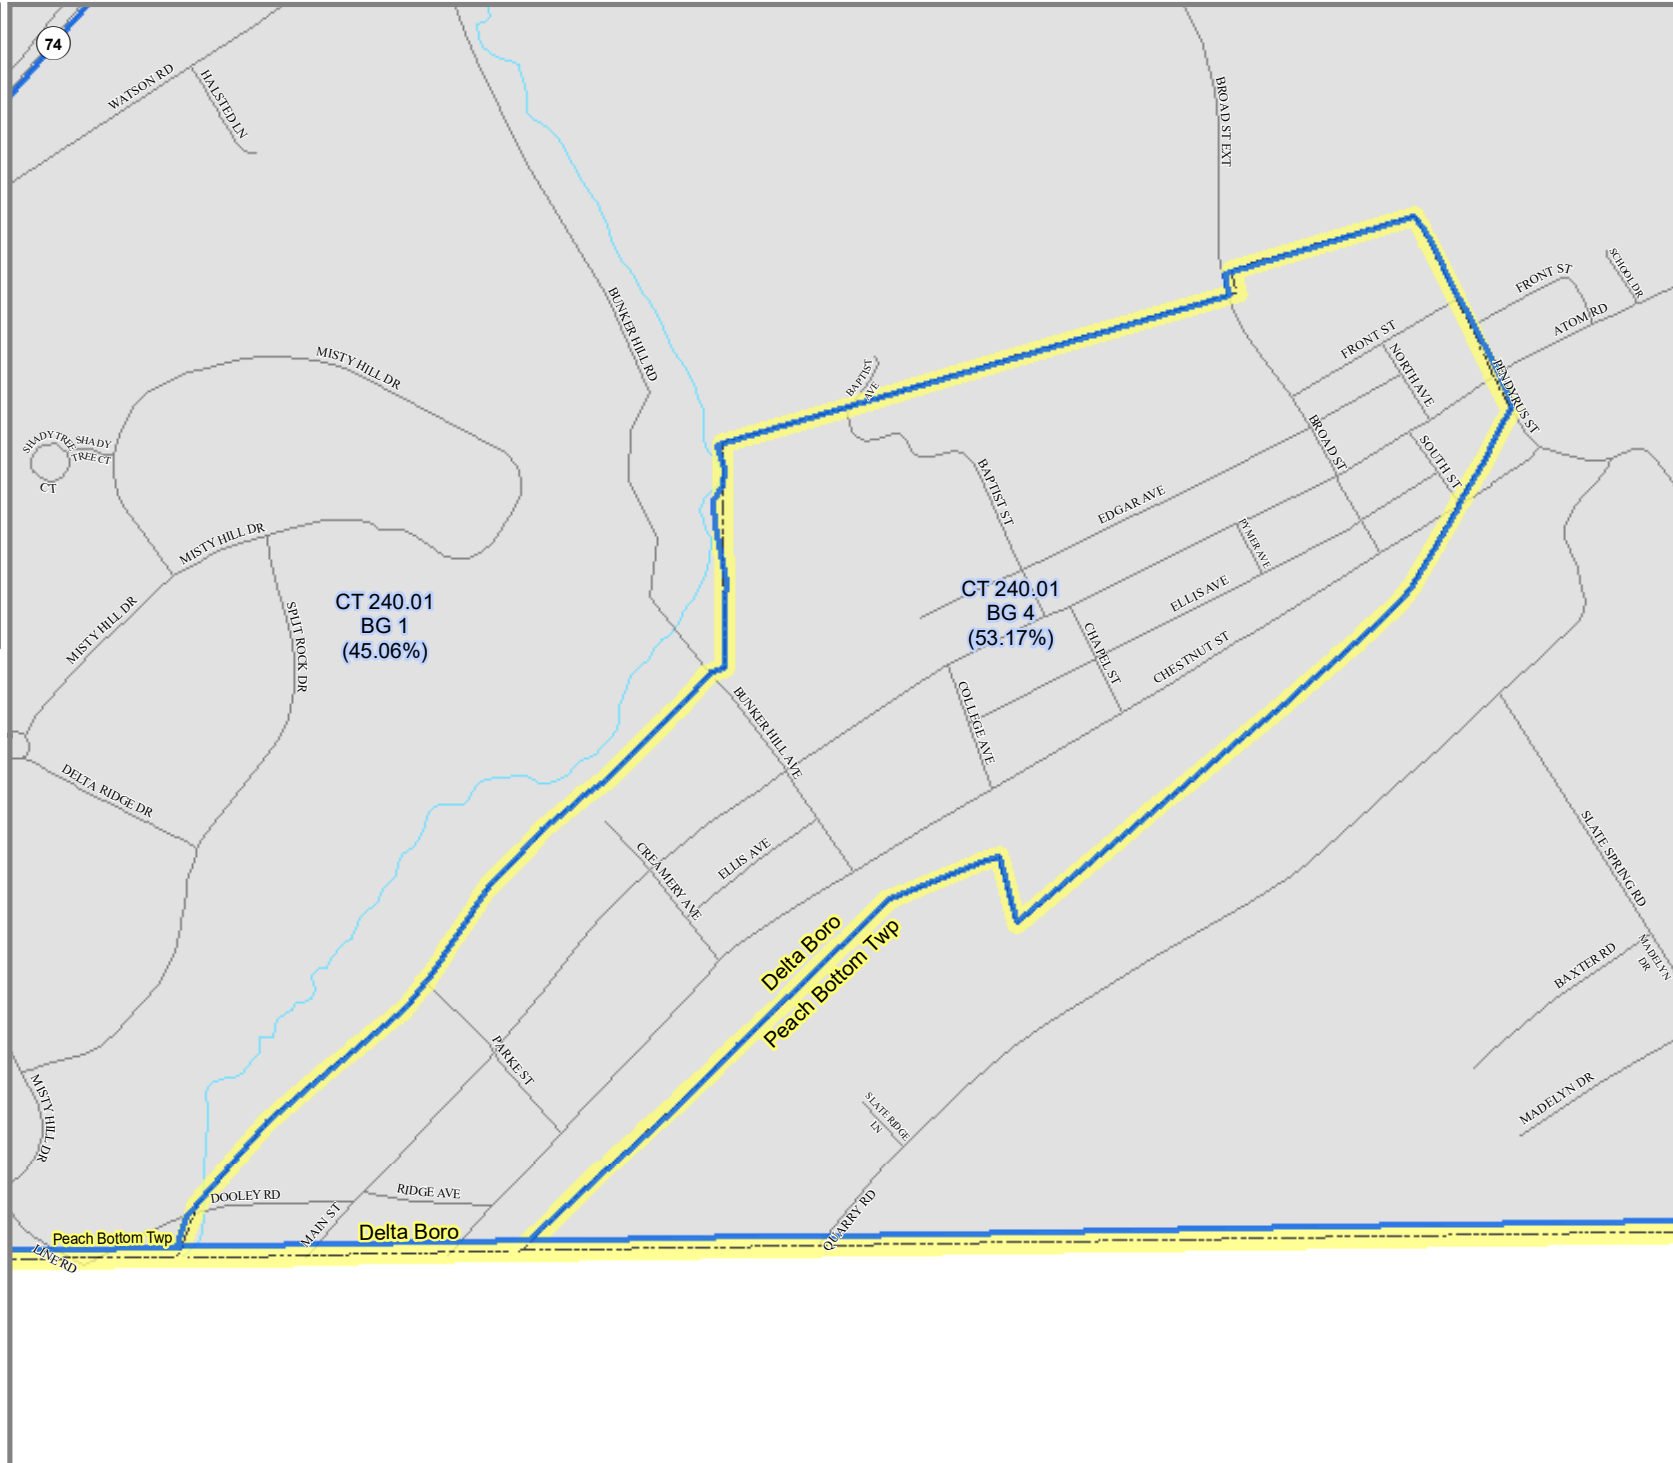 74
WATSON RD
HALSTED LN
BROAD ST EXT
SCHOOL DR
FRONT ST
ATOM RD
BUNKER HILL RD
FRONT ST
NORTH AVE
PENDYRUS ST
MISTY HILL DR
BAPTIST
AVE
SHADY TREE
SHADY
TREE CT
CT
BROAD ST
SOUTH ST
BAPTIST ST
EDGAR AVE
MISTY HILL DR
PYMER AVE
CT 240.01
BG 1
(45.06%)
CT 240.01
BG 4
(53.17%)
ELLIS AVE
MISTY HILL DR
SPLIT ROCK DR
CHAPEL ST
CHESTNUT ST
COLLEGE AVE
BUNKER HILL AVE
DELTA RIDGE DR
SLATE SPRING RD
CREAMERY AVE
ELLIS AVE
Delta Boro
Peach Bottom Twp
BAXTER RD
MADELYN
DR
PARKE ST
MISTY HILL DR
SLATE RIDGE
LN
MADELYN DR
DOOLEY RD
RIDGE AVE
MAIN ST
QUARRY RD
Peach Bottom Twp
Delta Boro
LINE RD